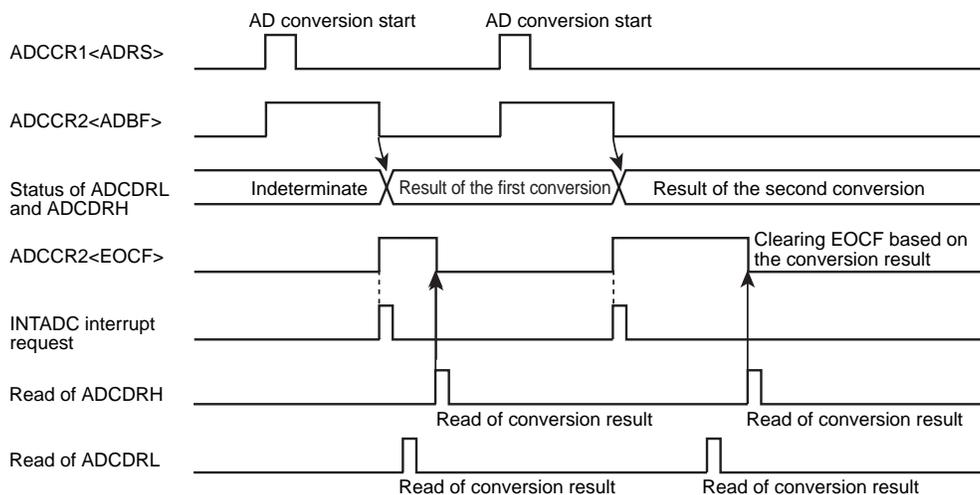 AD conversion start
AD conversion start
ADCCR1<ADRS>
ADCCR2<ADBF>
Status of ADCDRL
and ADCDRH
Indeterminate
Result of the first conversion
Result of the second conversion
ADCCR2<EOCF>
Clearing EOCF based on
the conversion result
INTADC interrupt
request
Read of ADCDRH
Read of conversion result
Read of conversion result
Read of ADCDRL
Read of conversion result
Read of conversion result